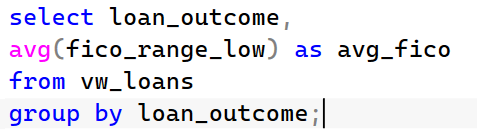 select loan_outcome,
avg(fico_range_low) as avg_fico
from vw_loans
group by loan_outcome;